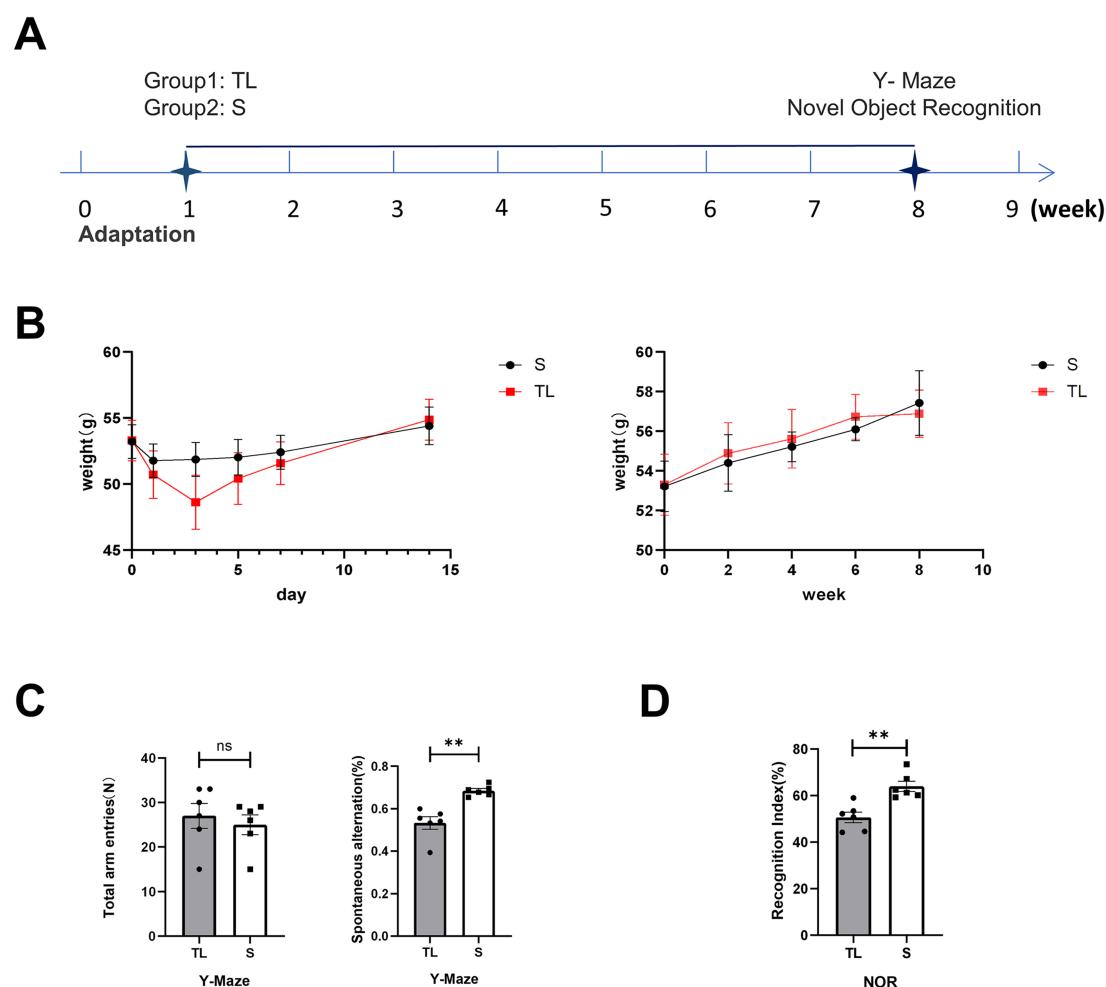 A
Group1: TL
Group2: S
Y- Maze
Novel Object Recognition
0 1 2 3 4 5 6 7 8 9 (week)
Adaptation
B
60
55
50
45
weight(g)
0 5 10 15
day
S
TL
60
58
56
54
52
50
weight(g)
0 2 4 6 8 10
week
S
TL
C
ns
40
30
20
10
0
Total arm entries(N)
TL S
Y-Maze
**
0.8
0.6
0.4
0.2
0.0
Spontaneous alternation(%)
TL S
Y-Maze
D
**
80
60
40
20
0
Recognition Index(%)
TL S
NOR